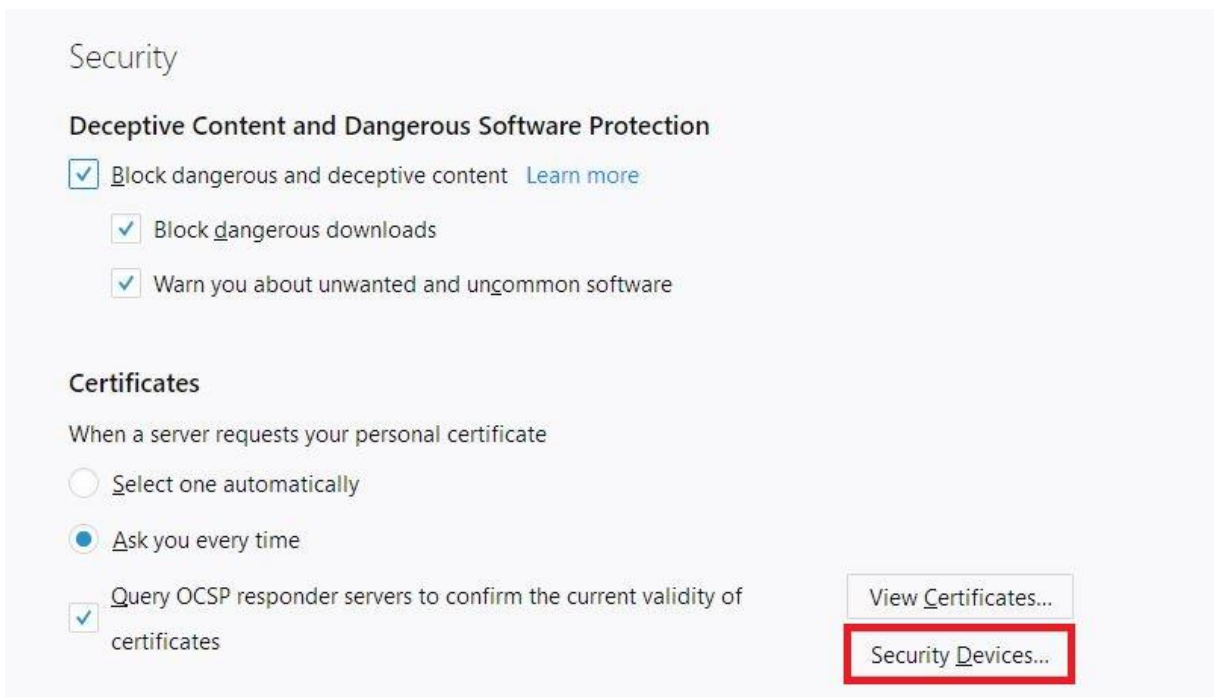 Security
Deceptive Content and Dangerous Software Protection
Block dangerous and deceptive content Learn more
Block dangerous downloads
Warn you about unwanted and uncommon software
Certificates
When a server requests your personal certificate
Select one automatically
Ask you every time
Query OCSP responder servers to confirm the current validity of
certificates
View Certificates...
Security Devices...